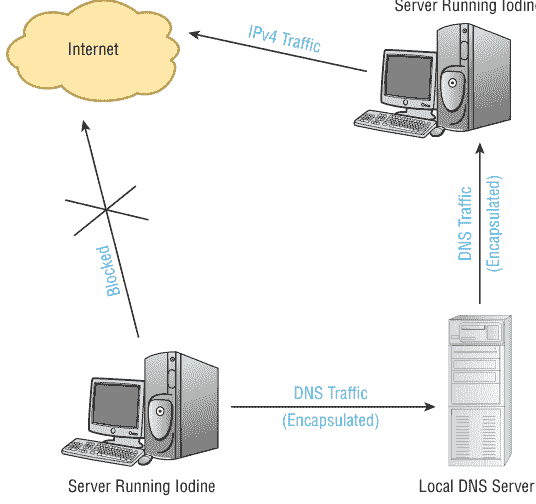 Server Running Iodine
Internet
IPv4 Traffic
DNS Traffic
(Encapsulated)
Blocked
DNS Traffic
(Encapsulated)
Server Running Iodine
Local DNS Server